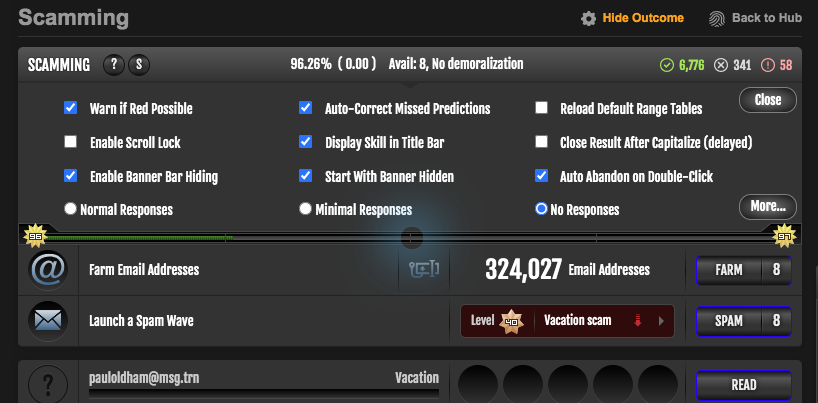 Scamming
Hide Outcome
Back to Hub
SCAMMING ? S 96.26% ( 0.00 ) Avail: 8, No demoralization 6,776 341 58
Warn if Red Possible
Auto-Correct Missed Predictions
Reload Default Range Tables
Close
Enable Scroll Lock
Display Skill in Title Bar
Close Result After Capitalize (delayed)
Enable Banner Bar Hiding
Start With Banner Hidden
Auto Abandon on Double-Click
Normal Responses
Minimal Responses
No Responses
More...
96
97
@ Farm Email Addresses
324,027 Email Addresses
FARM 8
Launch a Spam Wave
Level 40 Vacation scam
SPAM 8
? pauloldham@msg.trn
Vacation
READ